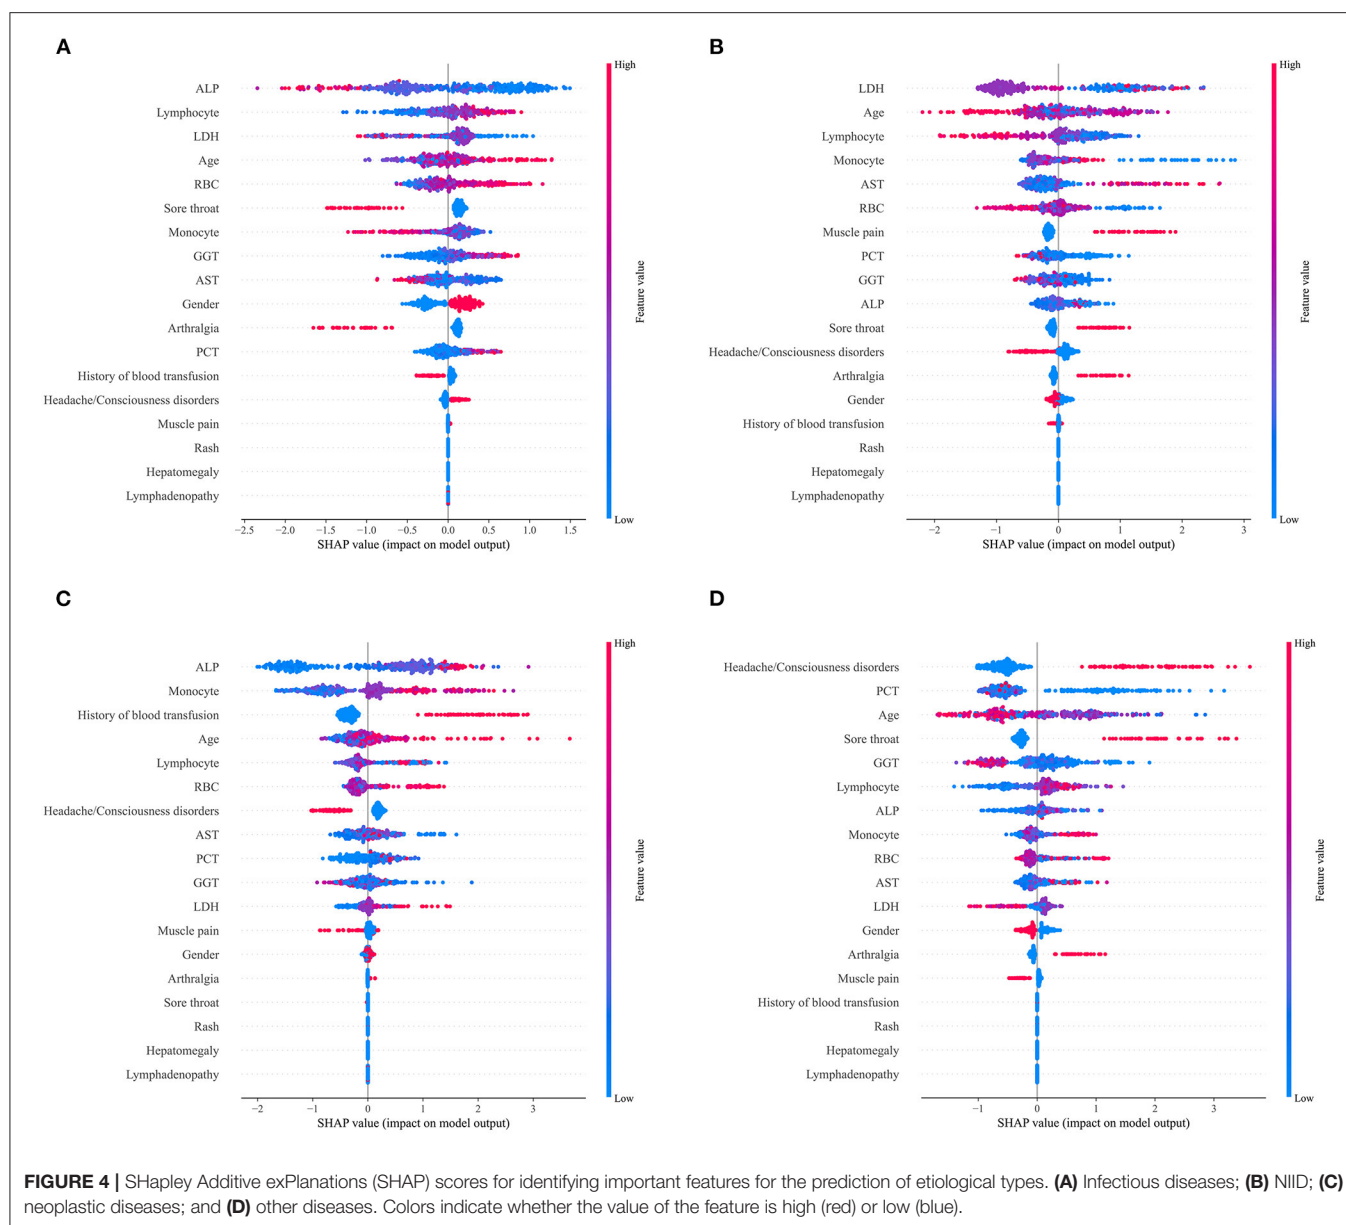 A
High
ALP
Lymphocyte
LDH
Age
RBC
Sore throat
Monocyte
GGT
AST
Gender
Arthralgia
PCT
History of blood transfusion
Headache/Consciousness disorders
Muscle pain
Rash
Hepatomegaly
Lymphadenopathy
Feature value
Low
−2.5 −2.0 −1.5 −1.0 −0.5 0.0 0.5 1.0 1.5
SHAP value (impact on model output)
B
High
LDH
Age
Lymphocyte
Monocyte
AST
RBC
Muscle pain
PCT
GGT
ALP
Sore throat
Headache/Consciousness disorders
Arthralgia
Gender
History of blood transfusion
Rash
Hepatomegaly
Lymphadenopathy
Feature value
Low
−2 −1 0 1 2 3
SHAP value (impact on model output)
C
High
ALP
Monocyte
History of blood transfusion
Age
Lymphocyte
RBC
Headache/Consciousness disorders
AST
PCT
GGT
LDH
Muscle pain
Gender
Arthralgia
Sore throat
Rash
Hepatomegaly
Lymphadenopathy
Feature value
Low
−2 −1 0 1 2 3
SHAP value (impact on model output)
D
High
Headache/Consciousness disorders
PCT
Age
Sore throat
GGT
Lymphocyte
ALP
Monocyte
RBC
AST
LDH
Gender
Arthralgia
Muscle pain
History of blood transfusion
Rash
Hepatomegaly
Lymphadenopathy
Feature value
Low
−1 0 1 2 3
SHAP value (impact on model output)
FIGURE 4 | SHapley Additive exPlanations (SHAP) scores for identifying important features for the prediction of etiological types. (A) Infectious diseases; (B) NIID; (C)
neoplastic diseases; and (D) other diseases. Colors indicate whether the value of the feature is high (red) or low (blue).